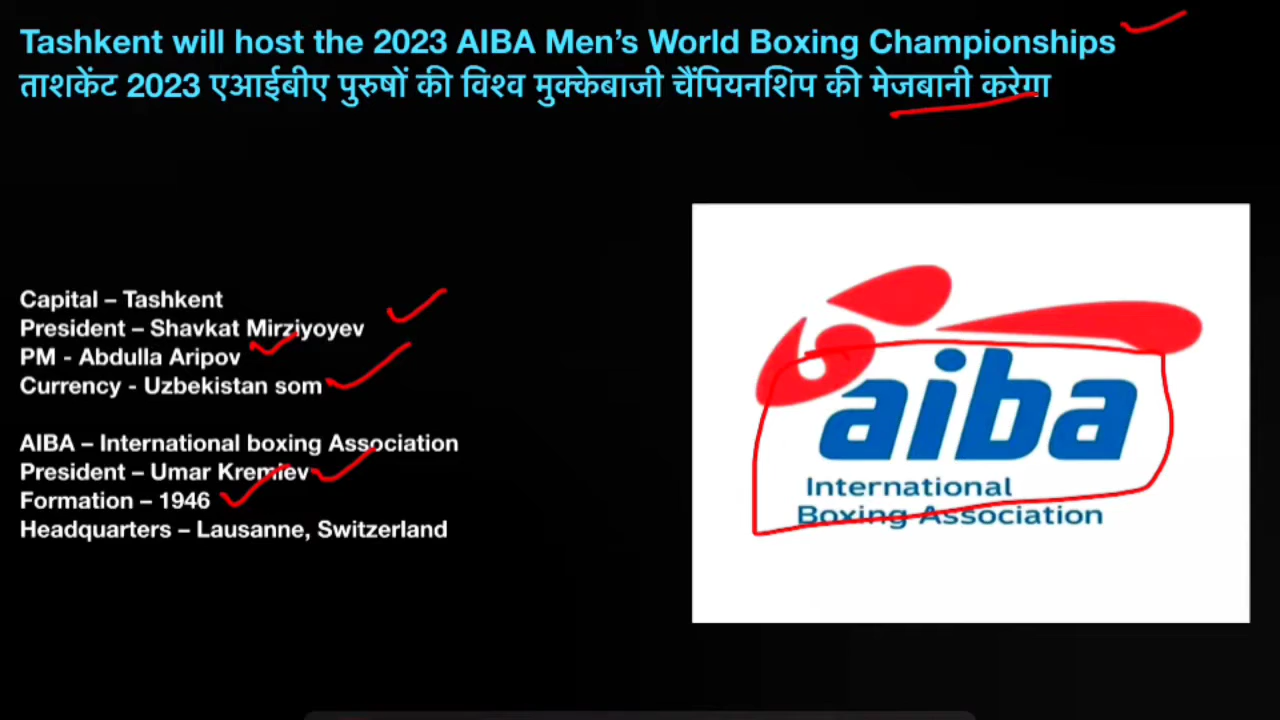 Tashkent will host the 2023 AIBA Men’s World Boxing Championships
ताशकेंट 2023 एआईबीए पुरुषों की विश्व मुक्केबाजी चैंपियनशिप की मेजबानी करेगा
Capital – Tashkent
President – Shavkat Mirziyoyev
PM - Abdulla Aripov
Currency - Uzbekistan som
AIBA – International boxing Association
President – Umar Kremlev
Formation – 1946
Headquarters – Lausanne, Switzerland
aiba
International
Boxing Association